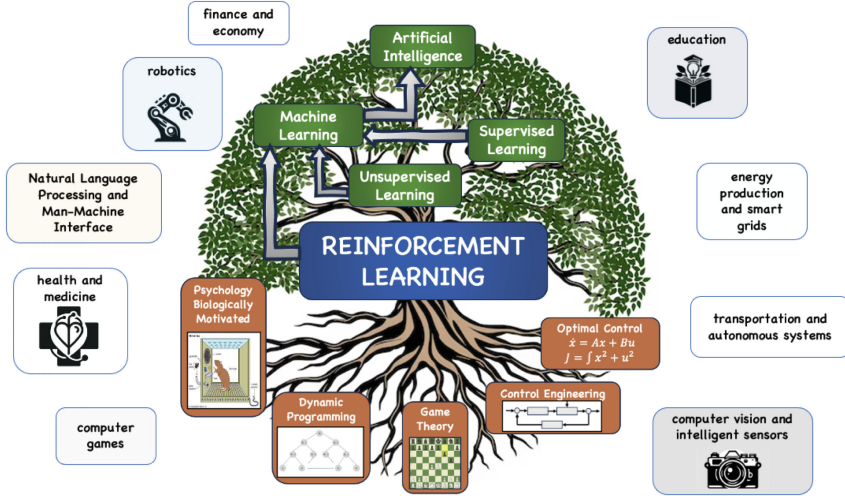 finance and
economy
Artificial
Intelligence
education
robotics
Machine
Learning
Supervised
Learning
Natural Language
Processing and
Man-Machine
Interface
Unsupervised
Learning
energy
production
and smart
grids
REINFORCEMENT
LEARNING
health and
medicine
Psychology
Biologically
Motivated
transportation and
autonomous systems
Optimal Control
ẋ = Ax + Bu
J = ∫ x² + u²
Control Engineering
Dynamic
Programming
Game
Theory
computer
games
computer vision and
intelligent sensors